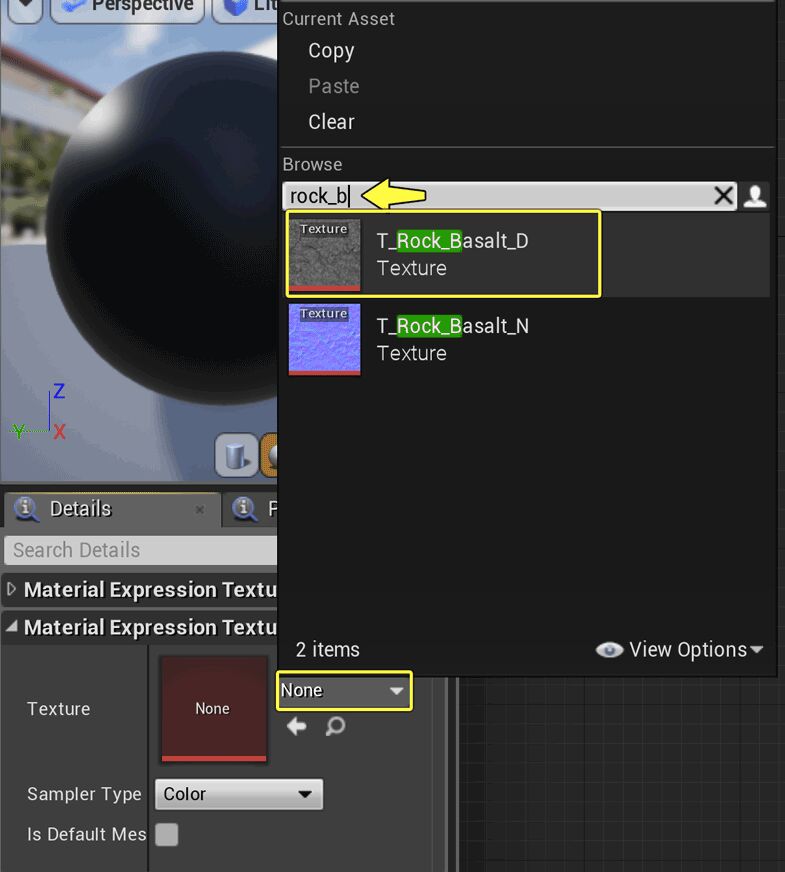 Perspective
Lit
Current Asset
Copy
Paste
Clear
Browse
rock_b
Texture
T_Rock_Basalt_D
Texture
Texture
T_Rock_Basalt_N
Texture
Z
Y
X
Details
P
Search Details
Material Expression Textu
Material Expression Textu
2 items
View Options
Texture
None
None
Sampler Type
Color
Is Default Mes